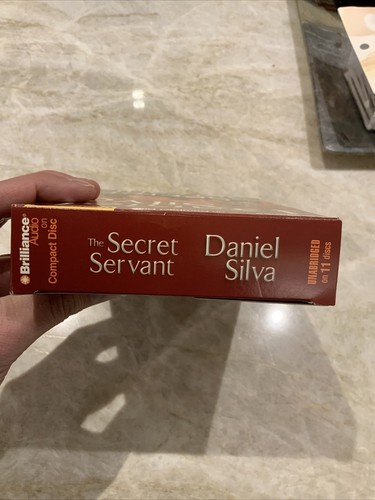 Brilliance®
Audio on
Compact Disc
The Secret
Servant
Daniel
Silva
UNABRIDGED
on 11 discs